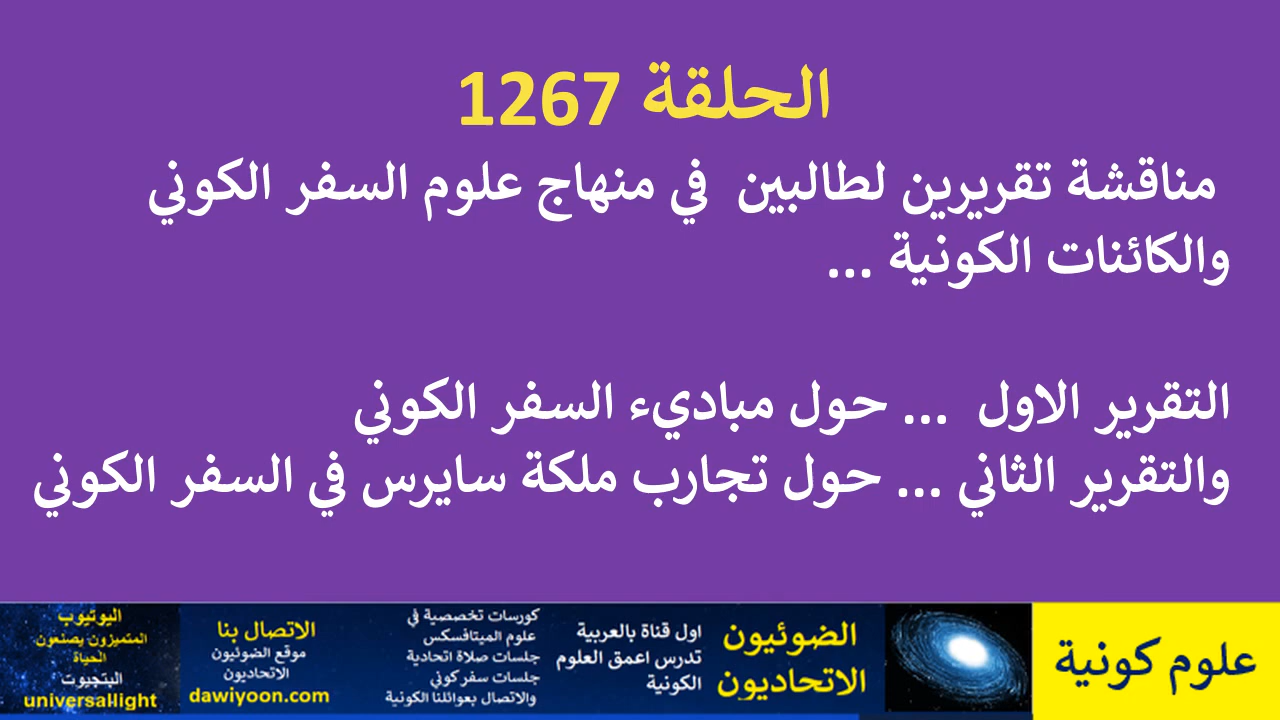 الحلقة 1267
مناقشة تقريرين لطالبين في منهاج علوم السفر الكوني
والكائنات الكونية ...
التقرير الاول ... حول مباديء السفر الكوني
والتقرير الثاني ... حول تجارب ملكة سايرس في السفر الكوني
علوم كونية
الضوئيون
الاتحاديون
اول قناة بالعربية
تدرس اعمق العلوم
الكونية
كورسات تخصصية في
علوم الميتافسكس
جلسات صلاة اتحادية
جلسات سفر كوني
والاتصال بعوائلنا الكونية
الاتصال بنا
موقع الضوئيون
الاتحاديون
dawiyoon.com
اليوتيوب
المتميزون يصنعون
الحياة
البتجيوت
universallight